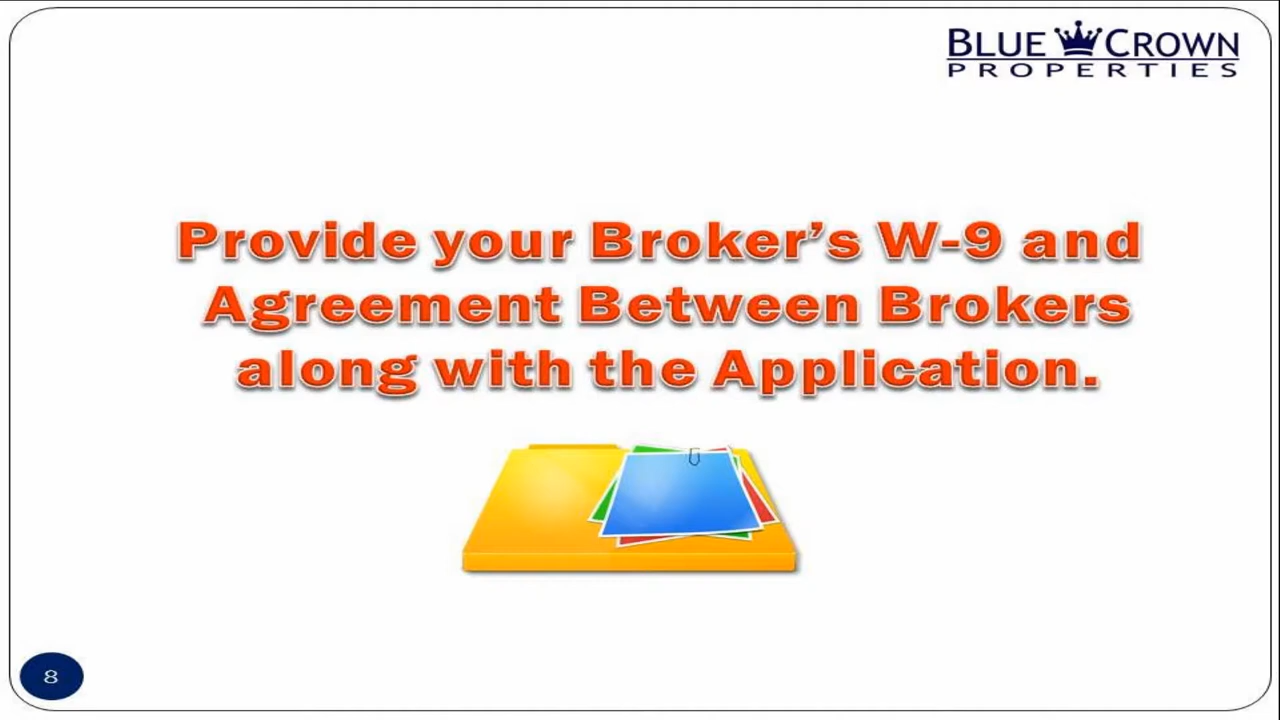 BLUE CROWN
PROPERTIES
Provide your Broker’s W-9 and
Agreement Between Brokers
along with the Application.
8